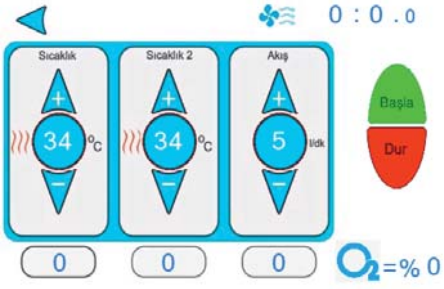 0 : 0 . 0
Sıcaklık
Sıcaklık 2
Akış
+
+
+
34 °C
34 °C
5 l/dk
−
−
−
Başla
Dur
0
0
0
O2=% 0